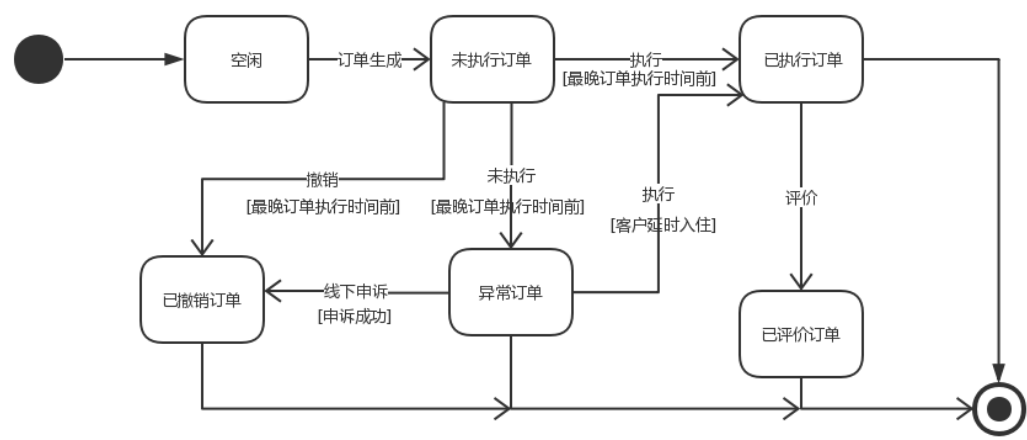 空闲
订单生成
未执行订单
执行
[最晚订单执行时间前]
已执行订单
撤销
[最晚订单执行时间前]
未执行
[最晚订单执行时间前]
执行
[客户延时入住]
评价
已撤销订单
线下申诉
[申诉成功]
异常订单
已评价订单